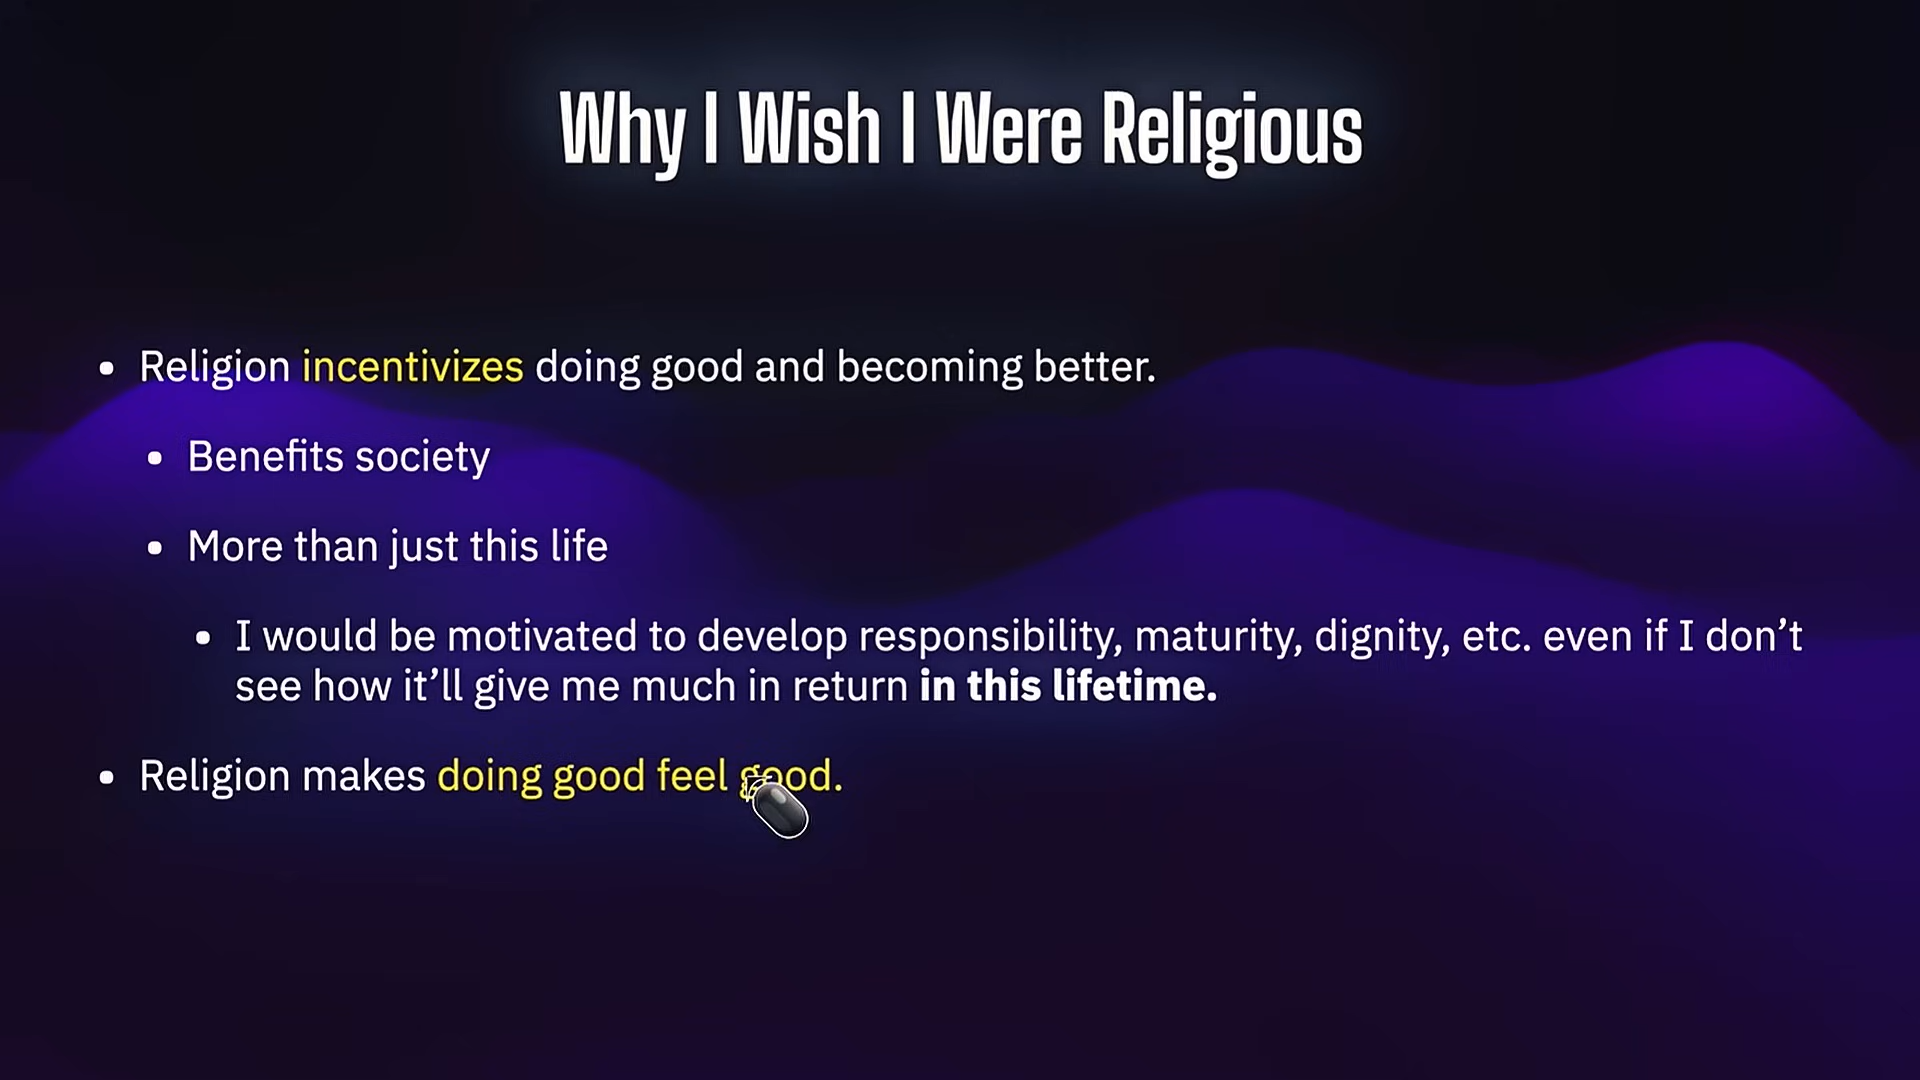 Why I Wish I Were Religious
• Religion incentivizes doing good and becoming better.
• Benefits society
• More than just this life
• I would be motivated to develop responsibility, maturity, dignity, etc. even if I don’t
see how it’ll give me much in return in this lifetime.
• Religion makes doing good feel good.